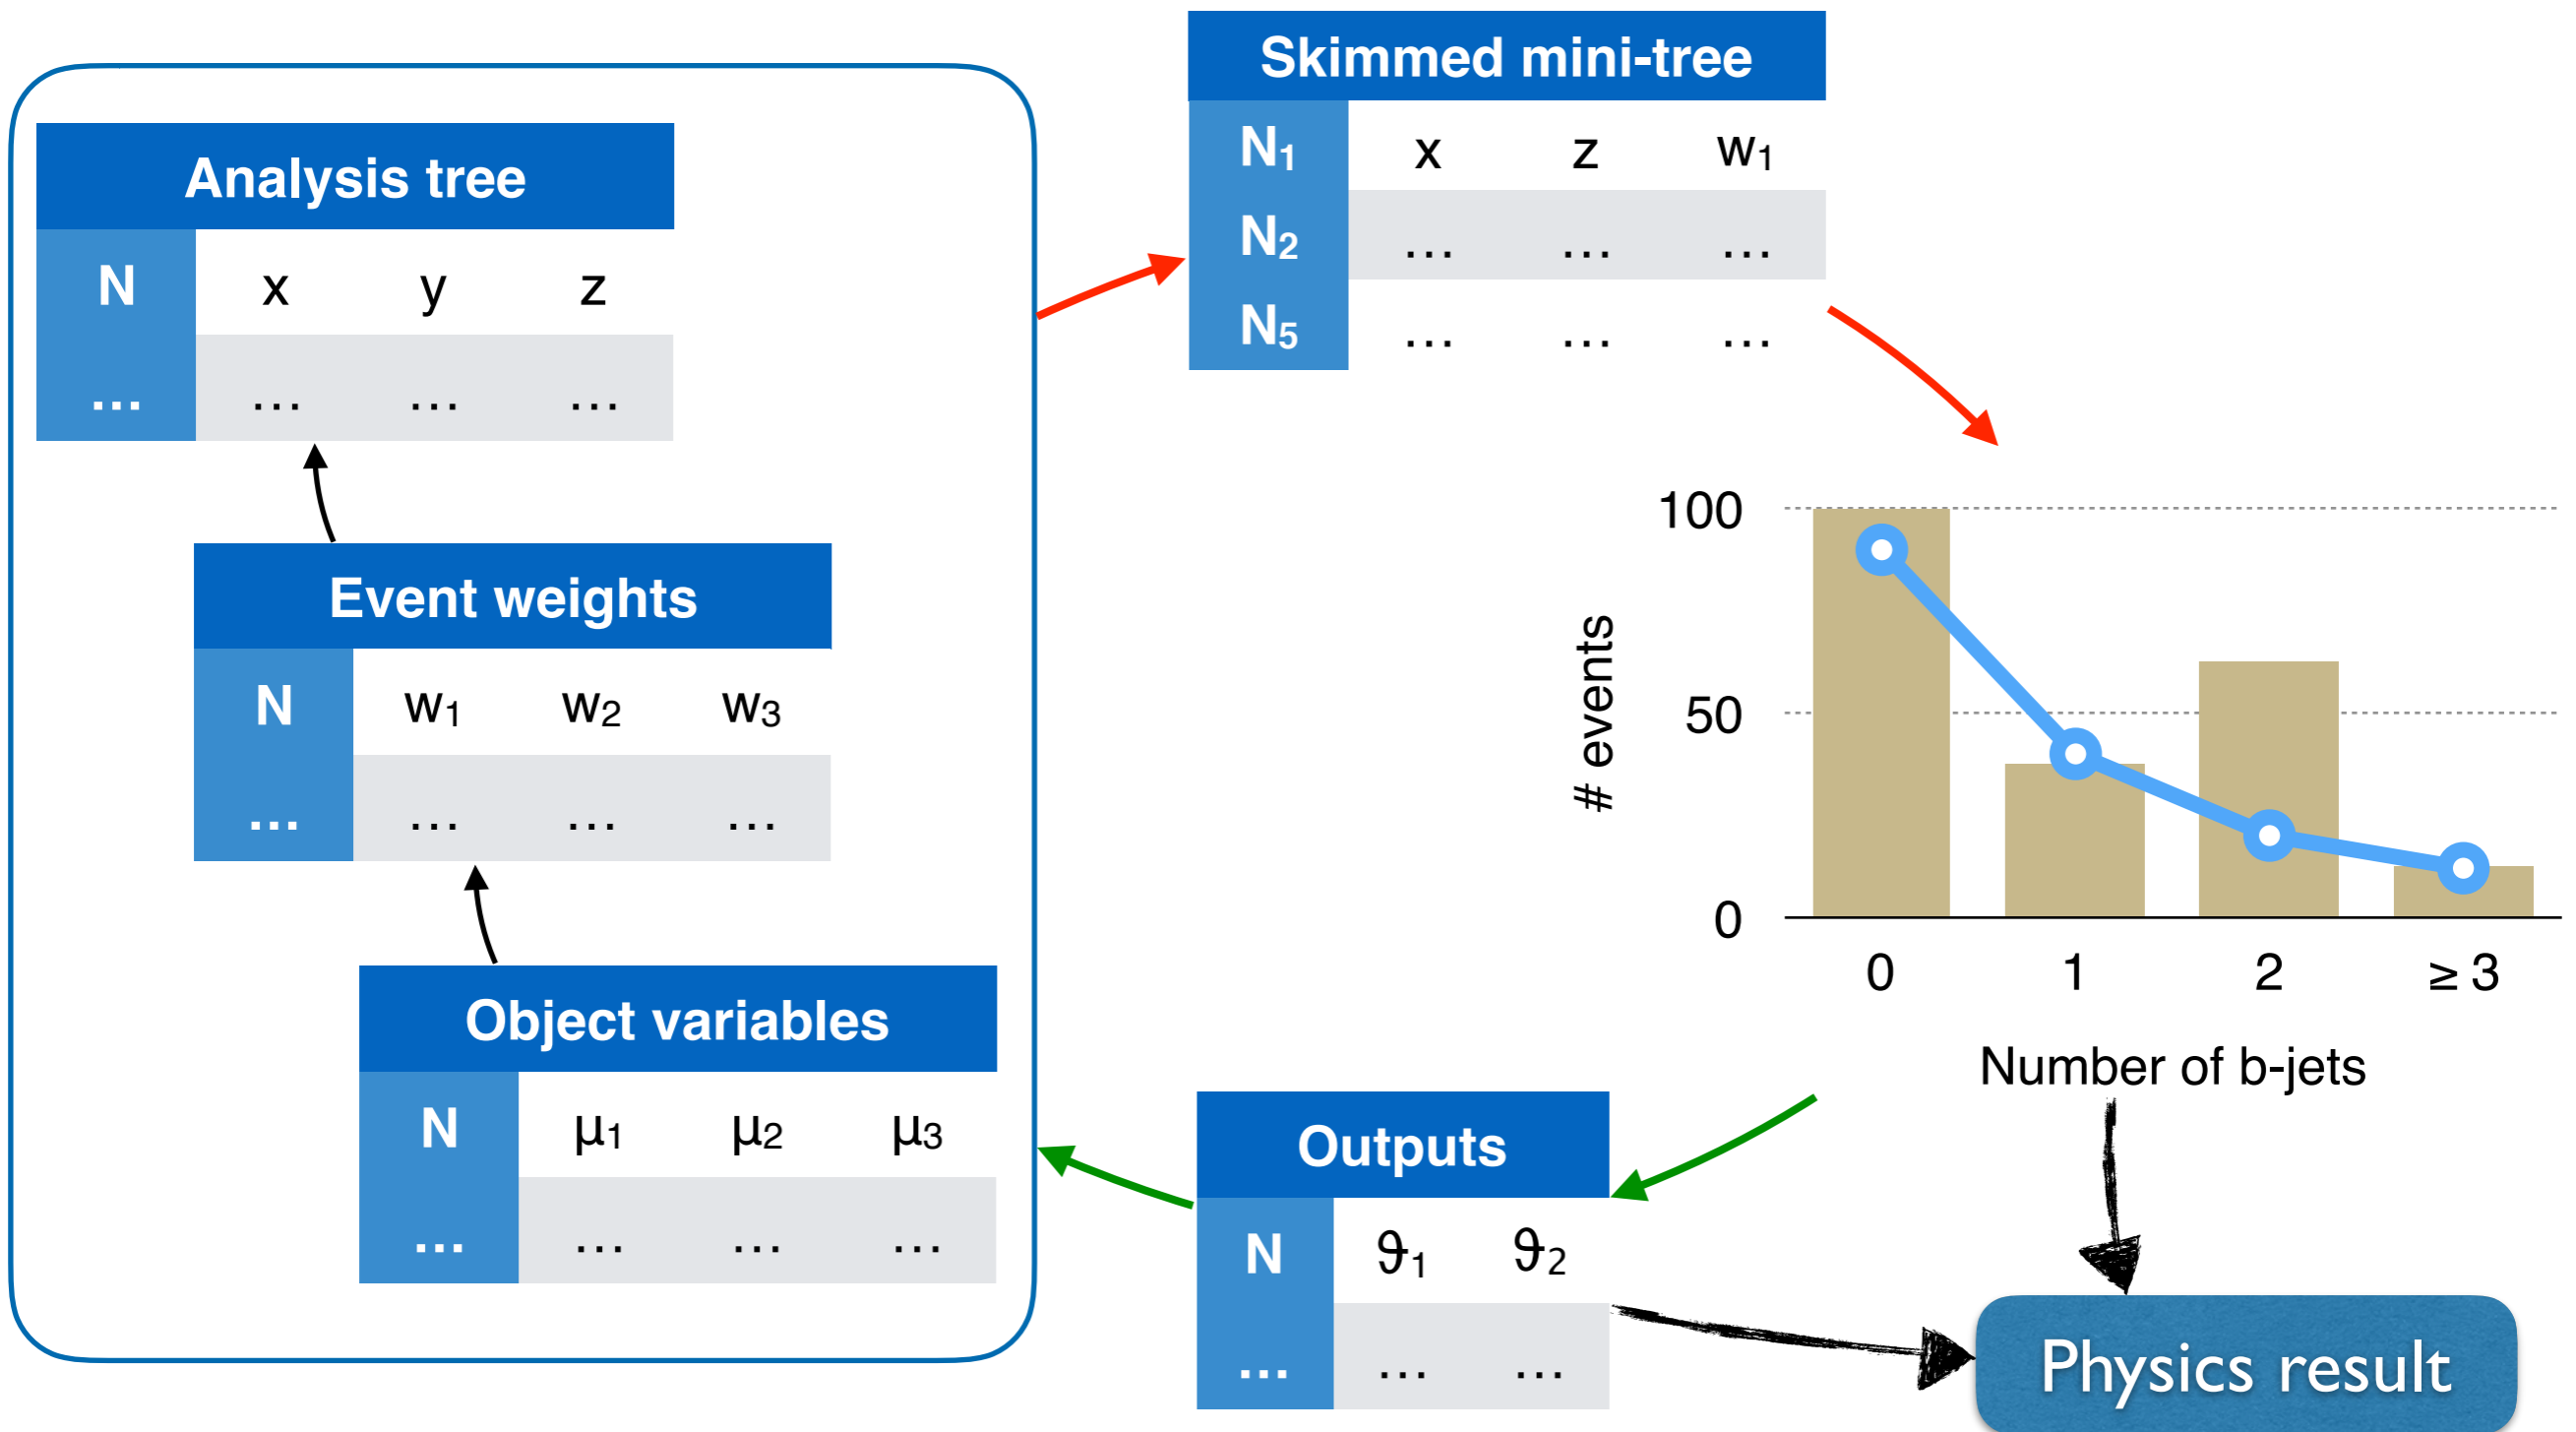 Analysis tree
N x y z
... ... ... ...
Event weights
N w₁ w₂ w₃
... ... ... ...
Object variables
N μ₁ μ₂ μ₃
... ... ... ...
Skimmed mini-tree
N₁ x z w₁
N₂ ... ... ...
N₅ ... ... ...
100
50
0
# events
0 1 2 ≥ 3
Number of b-jets
Outputs
N ϑ₁ ϑ₂
... ... ...
Physics result